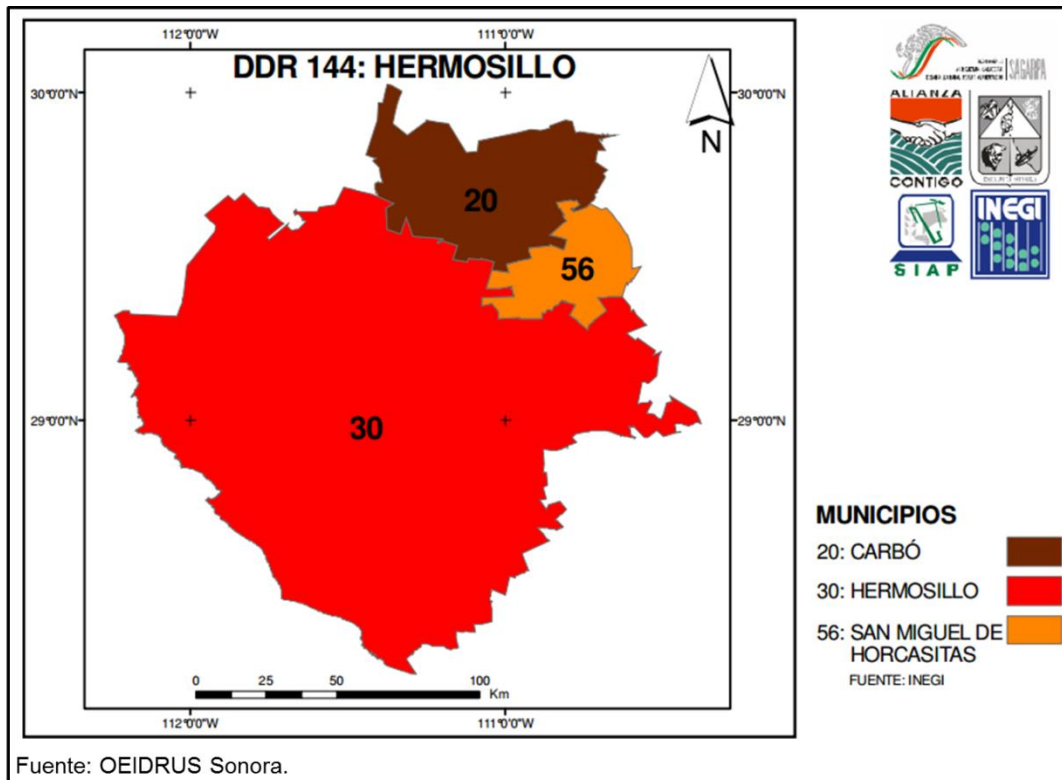 112°0'0"W
111°0'0"W
DDR 144: HERMOSILLO
30°0'0"N
30°0'0"N
N
20
56
29°0'0"N
29°0'0"N
30
0 25 50 100
Km
112°0'0"W
111°0'0"W
SAGARPA
ALIANZA
CONTIGO
SIAP
INEGI
MUNICIPIOS
20: CARBÓ
30: HERMOSILLO
56: SAN MIGUEL DE
HORCASITAS
FUENTE: INEGI
Fuente: OEIDRUS Sonora.